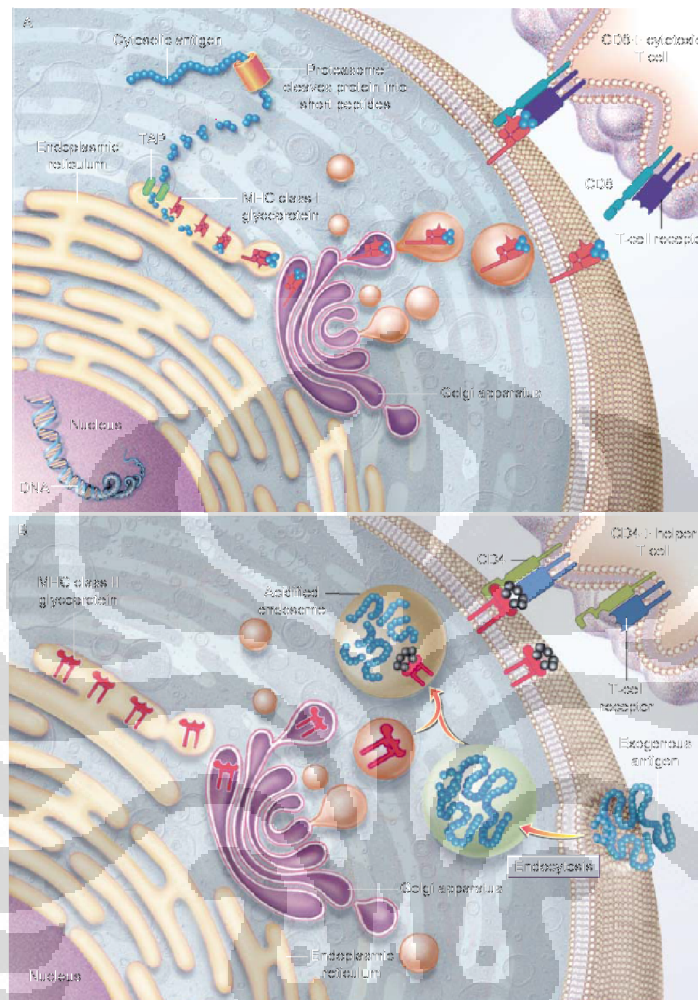 A
Cytosolic antigen
Proteasome
cleaves protein into
short peptides
CD8+ cytotoxic
T cell
TAP
Endoplasmic
reticulum
MHC class I
glycoprotein
CD8
T-cell receptor
Golgi apparatus
Nucleus
DNA
B
CD4+ helper
T cell
CD4
MHC class II
glycoprotein
Acidified
endosome
T-cell
receptor
Exogenous
antigen
Endocytosis
Golgi apparatus
Endoplasmic
reticulum
Nucleus